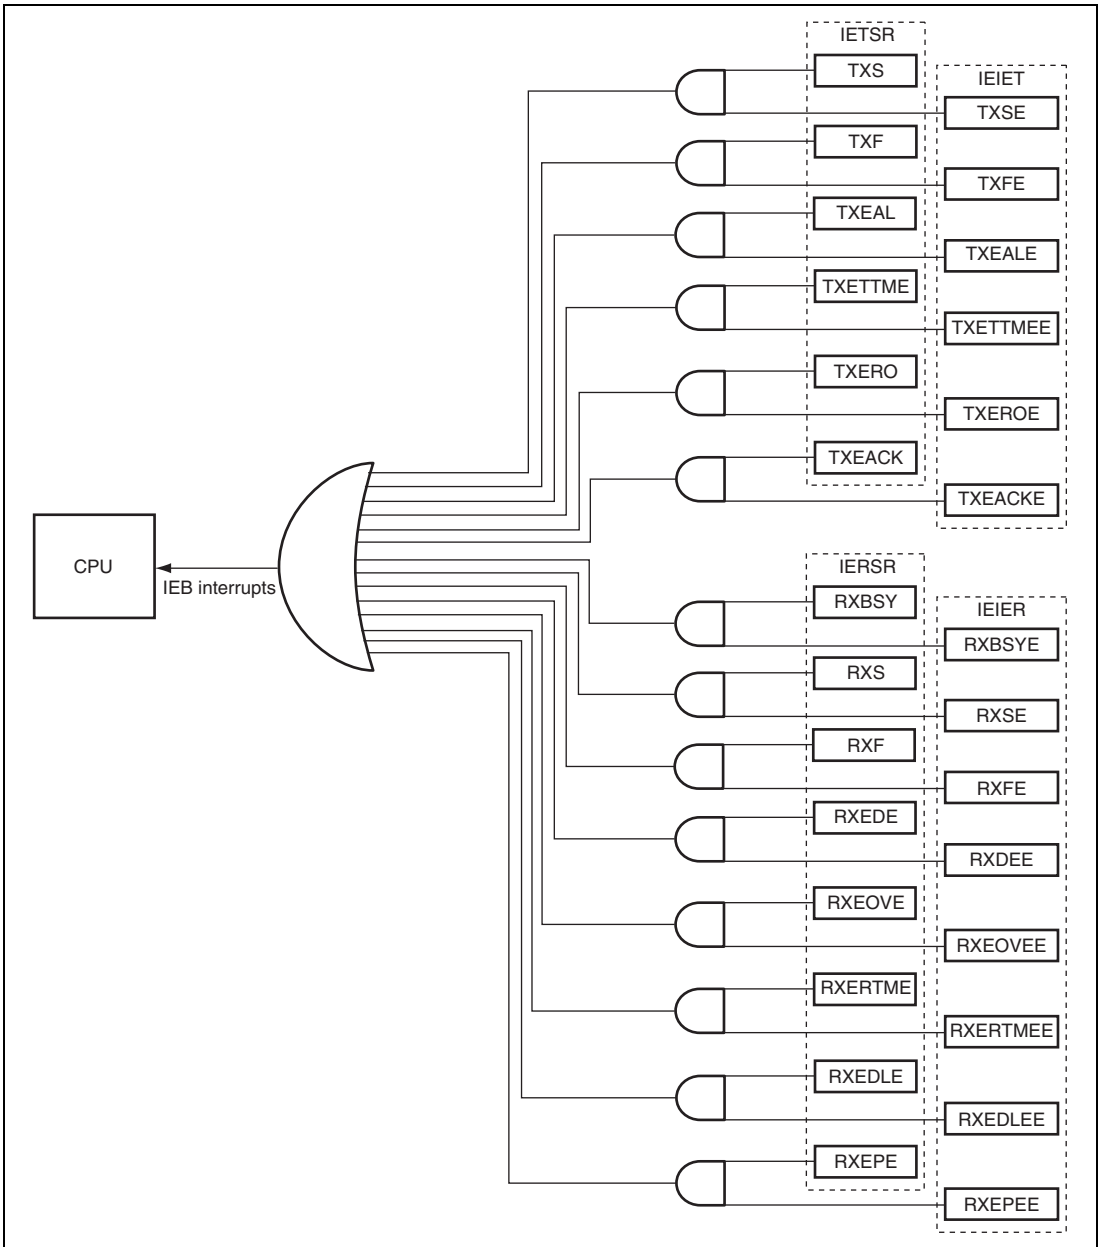 IETSR
TXS
IEIET
TXSE
TXF
TXFE
TXEAL
TXEALE
TXETTME
TXETTMEE
TXERO
TXEROE
TXEACK
TXEACKE
CPU
IEB interrupts
IERSR
RXBSY
IEIER
RXBSYE
RXS
RXSE
RXF
RXFE
RXEDE
RXDEE
RXEOVE
RXEOVEE
RXERTME
RXERTMEE
RXEDLE
RXEDLEE
RXEPE
RXEPEE